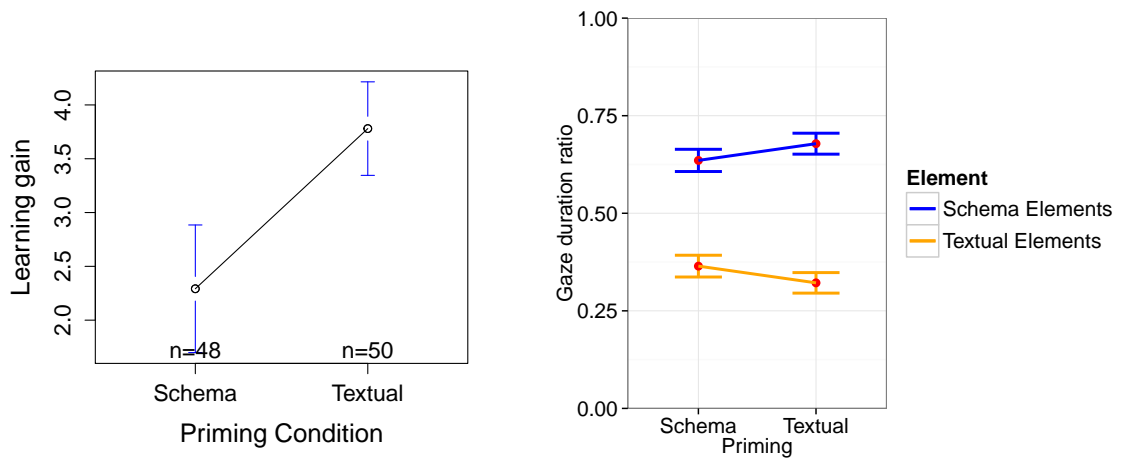 Learning gain
4.0
3.5
3.0
2.5
2.0
n=48
n=50
Schema
Textual
Priming Condition
Gaze duration ratio
1.00
0.75
0.50
0.25
0.00
Schema
Textual
Priming
Element
Schema Elements
Textual Elements